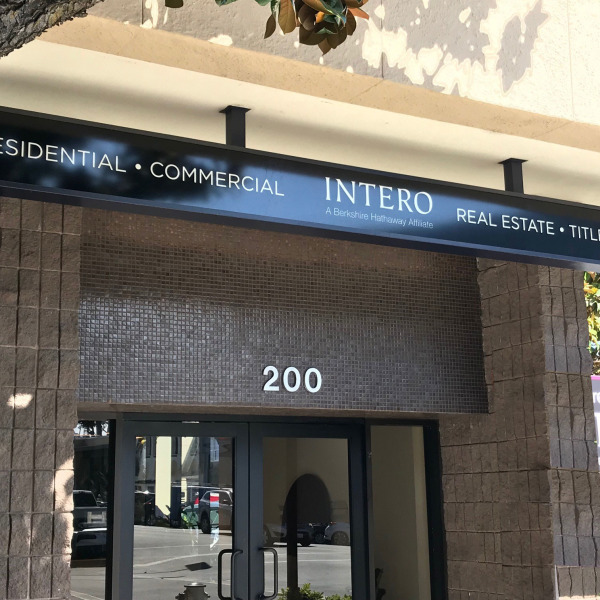 ESIDENTIAL • COMMERCIAL
INTERO
A Berkshire Hathaway Affiliate
REAL ESTATE • TITLE
200